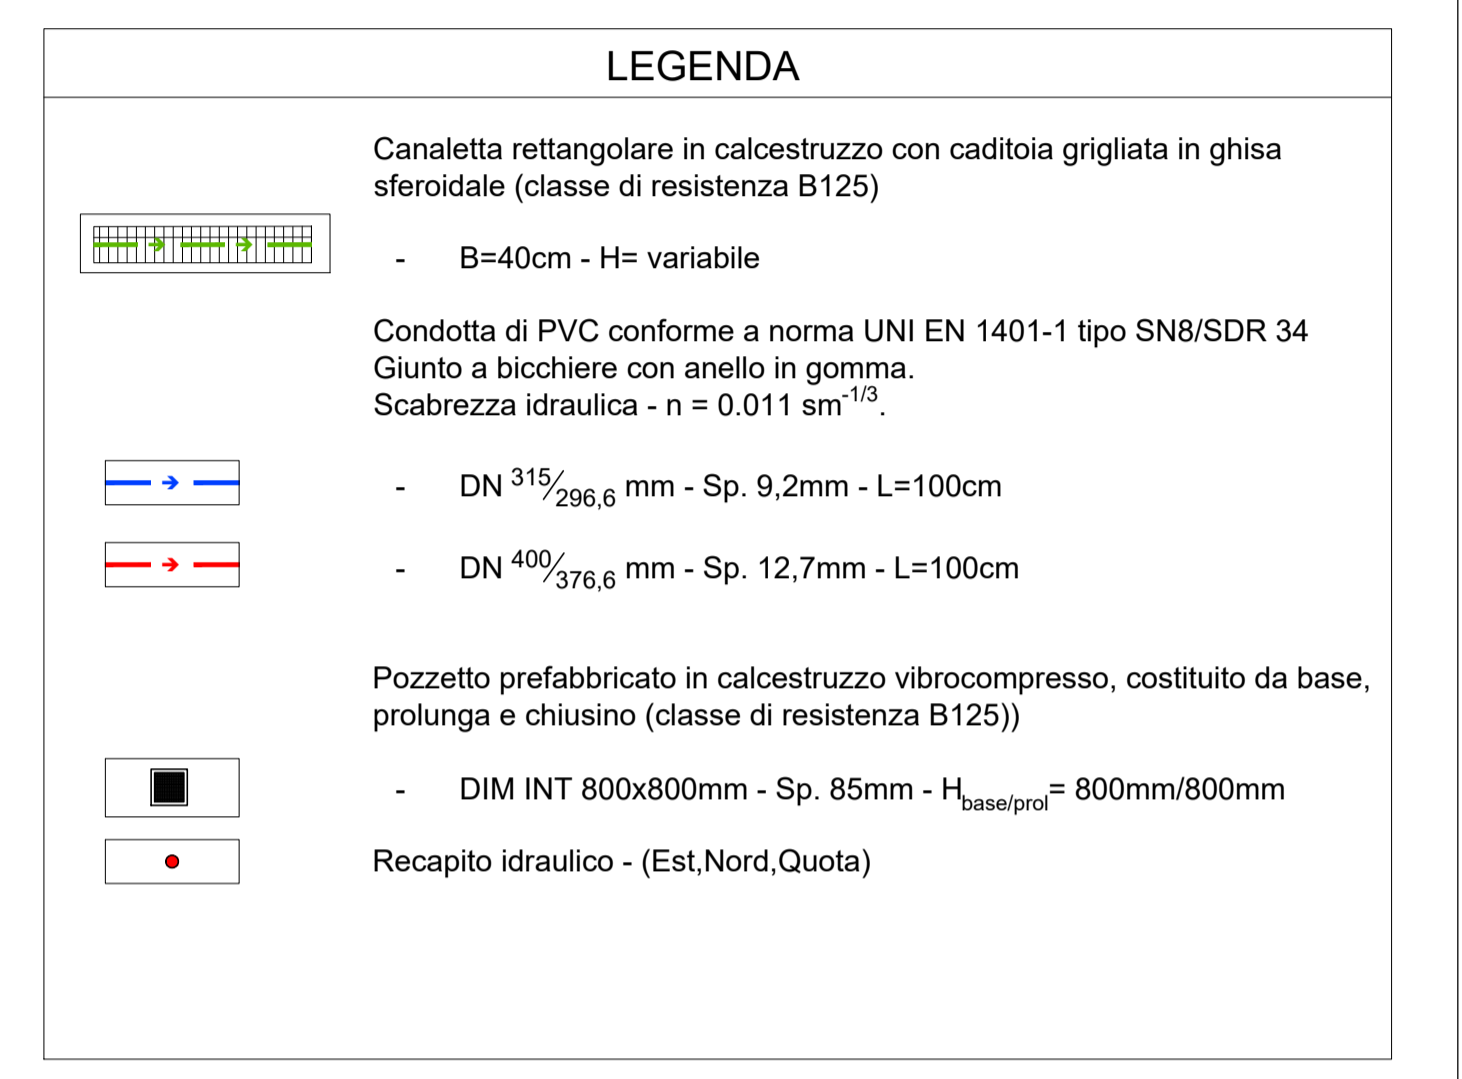 LEGENDA
Canaletta rettangolare in calcestruzzo con caditoia grigliata in ghisa
sferoidale (classe di resistenza B125)
- B=40cm - H= variabile
Condotta di PVC conforme a norma UNI EN 1401-1 tipo SN8/SDR 34
Giunto a bicchiere con anello in gomma.
Scabrezza idraulica - n = 0.011 sm-1/3.
- DN 315/296,6 mm - Sp. 9,2mm - L=100cm
- DN 400/376,6 mm - Sp. 12,7mm - L=100cm
Pozzetto prefabbricato in calcestruzzo vibrocompresso, costituito da base,
prolunga e chiusino (classe di resistenza B125))
- DIM INT 800x800mm - Sp. 85mm - Hbase/prol= 800mm/800mm
Recapito idraulico - (Est,Nord,Quota)